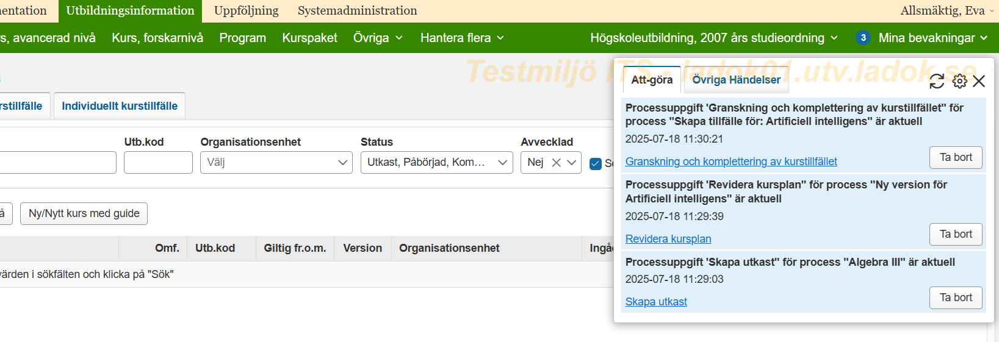 nentation Utbildningsinformation Uppföljning Systemadministration Allsmäktig, Eva
s, avancerad nivå Kurs, forskarnivå Program Kurspaket Övriga Hantera flera Högskoleutbildning, 2007 års studieordning 3 Mina bevakningar
Testmiljö ITS - ladok01.utv.ladok.se
Att-göra Övriga Händelser
rstillfälle Individuellt kurstillfälle
Processuppgift 'Granskning och komplettering av kurstillfället" för
process "Skapa tillfälle för: Artificiell intelligens" är aktuell
2025-07-18 11:30:21
Granskning och komplettering av kurstillfället Ta bort
Utb.kod Organisationsenhet Status Avvecklad
Välj Utkast, Påbörjad, Kom... Nej Se
Processuppgift 'Revidera kursplan" för process "Ny version för
Artificiell intelligens" är aktuell
2025-07-18 11:29:39
Revidera kursplan Ta bort
å Ny/Nytt kurs med guide
Omf. Utb.kod Giltig fr.o.m. Version Organisationsenhet Ingå
värden i sökfälten och klicka på "Sök"
Processuppgift 'Skapa utkast" för process "Algebra III" är aktuell
2025-07-18 11:29:03
Skapa utkast Ta bort